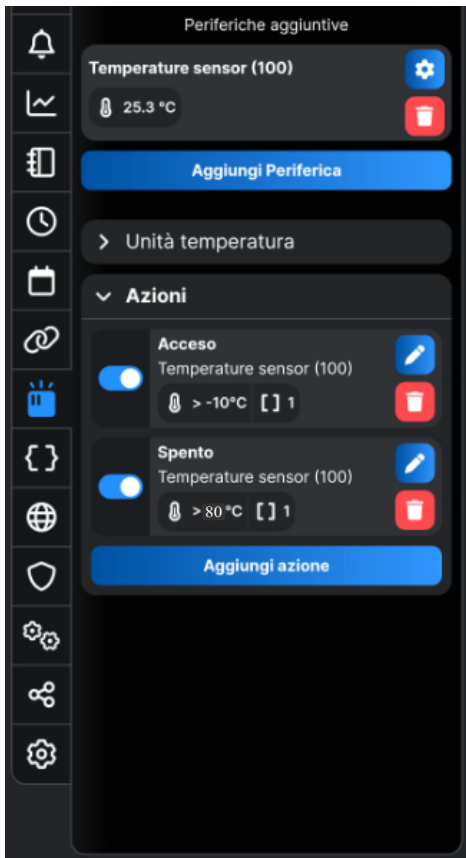 Periferiche aggiuntive
Temperature sensor (100)
25.3 °C
Aggiungi Periferica
Unità temperatura
Azioni
Acceso
Temperature sensor (100)
> -10°C [ ] 1
Spento
Temperature sensor (100)
> 80 °C [ ] 1
Aggiungi azione